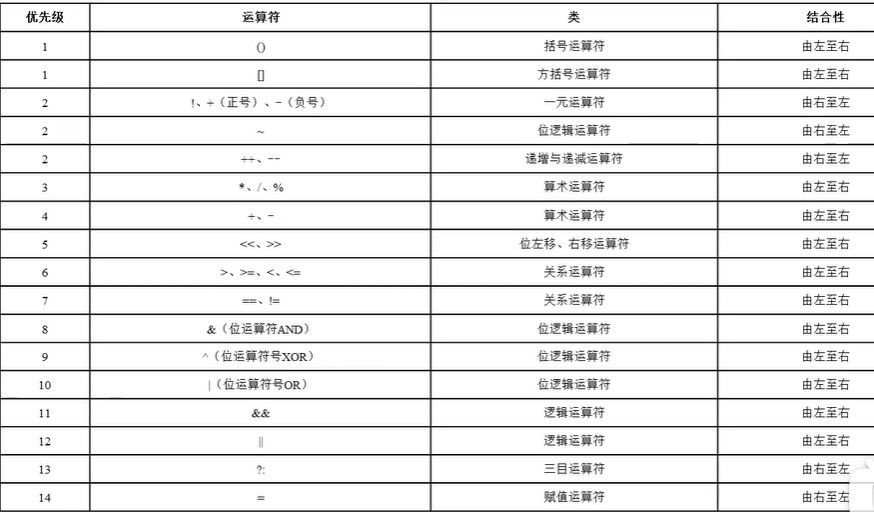 优先级 运算符 类 结合性
1 () 括号运算符 由左至右
1 [] 方括号运算符 由左至右
2 !、+（正号）、-（负号） 一元运算符 由右至左
2 ~ 位逻辑运算符 由右至左
2 ++、-- 递增与递减运算符 由右至左
3 *、/、% 算术运算符 由左至右
4 +、- 算术运算符 由左至右
5 <<、>> 位左移、右移运算符 由左至右
6 >、>=、<、<= 关系运算符 由左至右
7 ==、!= 关系运算符 由左至右
8 &（位运算符AND） 位逻辑运算符 由左至右
9 ^（位运算符号XOR） 位逻辑运算符 由左至右
10 |（位运算符号OR） 位逻辑运算符 由左至右
11 && 逻辑运算符 由左至右
12 || 逻辑运算符 由左至右
13 ?: 三目运算符 由右至左
14 = 赋值运算符 由右至左